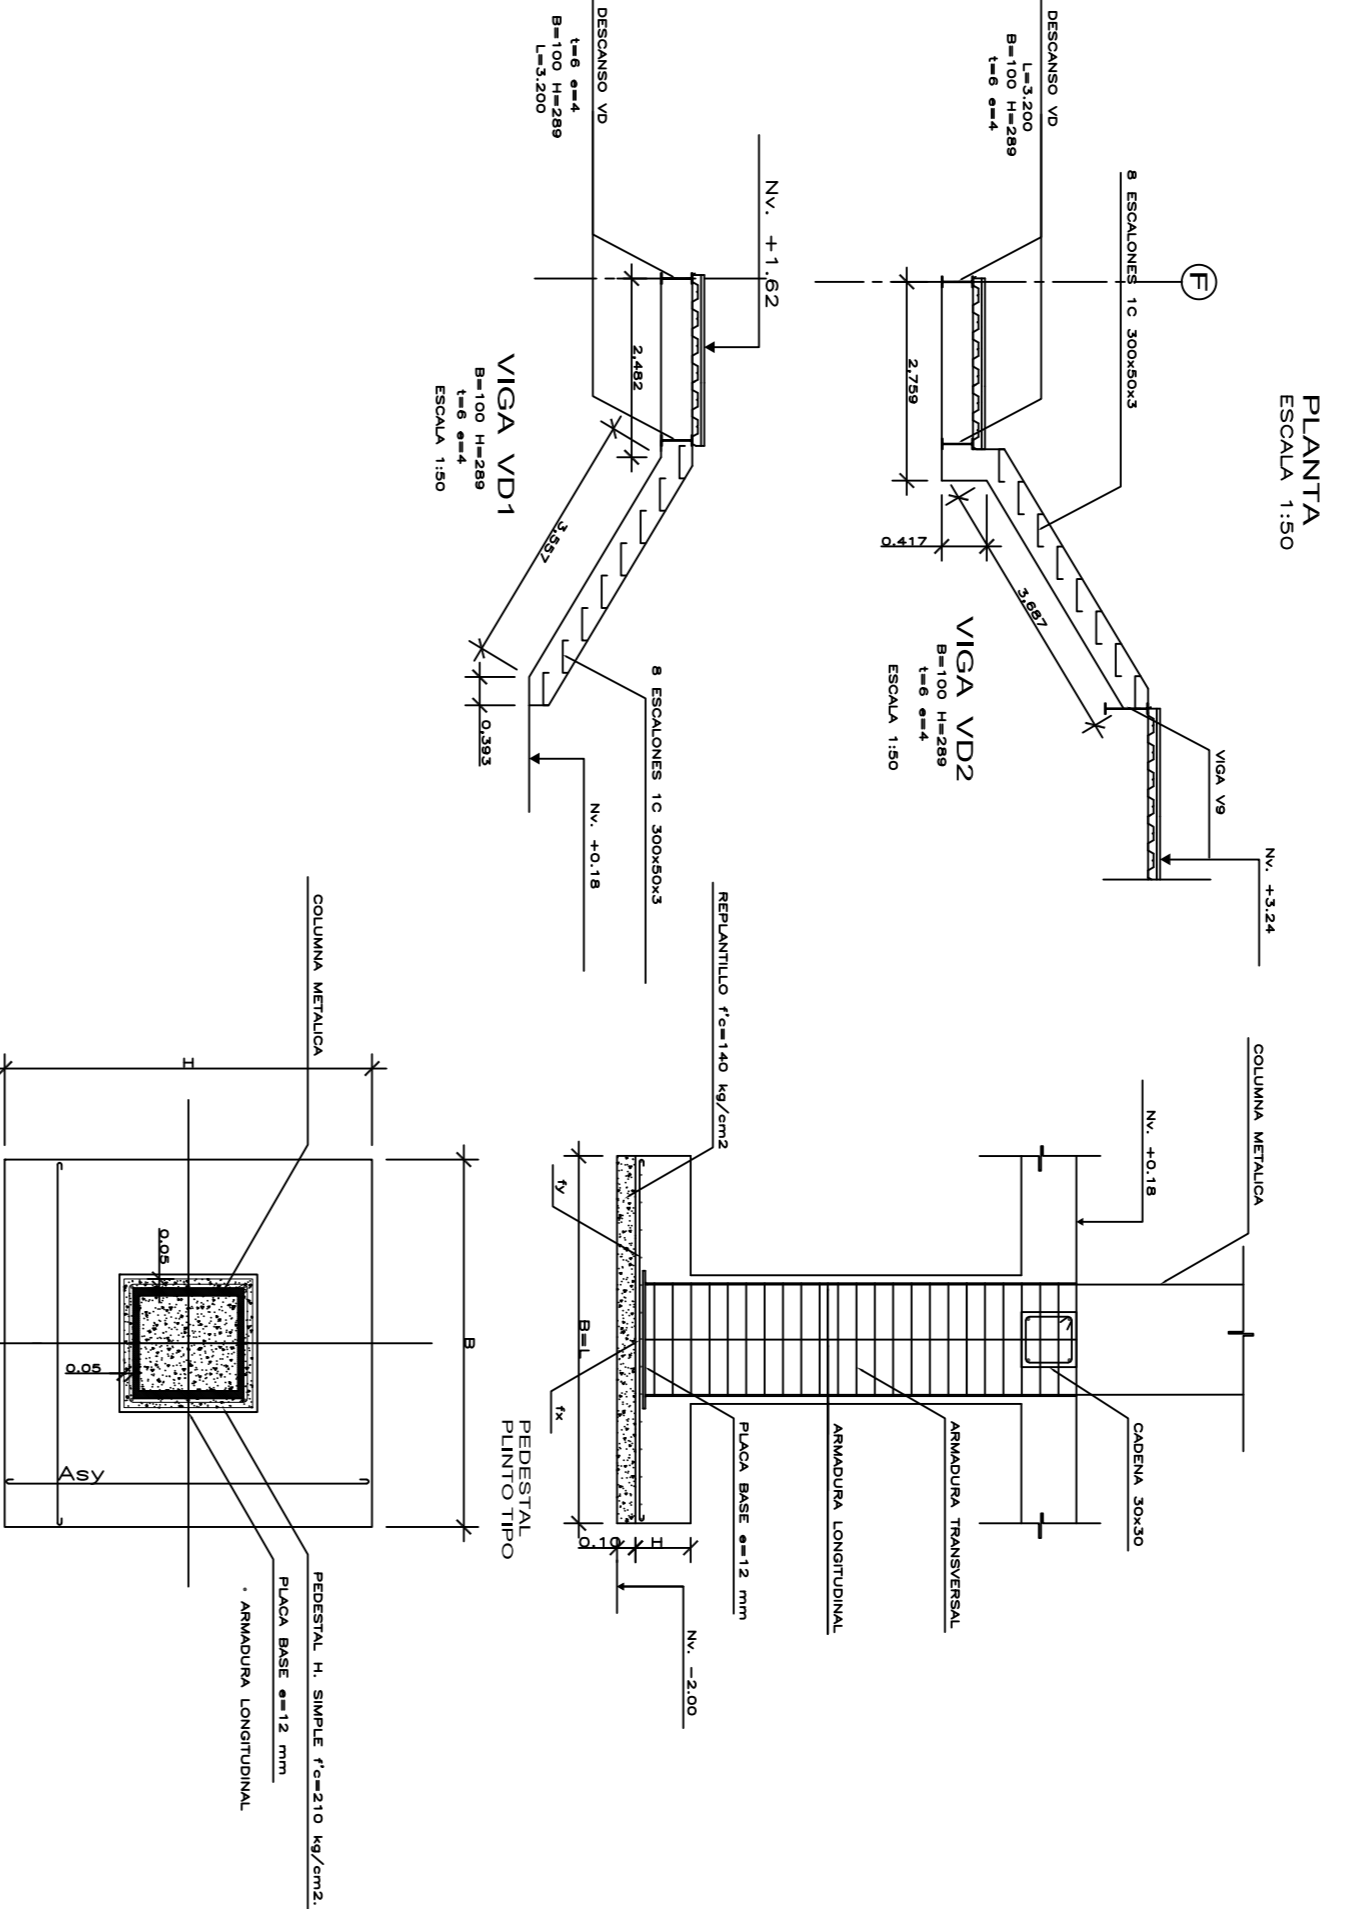 PLANTA
ESCALA 1:50
F
DESCANSO VD
L=3.200
B=100 H=289
t=6 e=4
8 ESCALONES 1C 300x50x3
2,759
0.417
3,687
VIGA V9
Nv. +3.24
VIGA VD2
B=100 H=289
t=6 e=4
ESCALA 1:50
Nv. +1.62
DESCANSO VD
t=6 e=4
B=100 H=289
L=3.200
2,482
3,557
0,393
8 ESCALONES 1C 300x50x3
Nv. +0.18
VIGA VD1
B=100 H=289
t=6 e=4
ESCALA 1:50
COLUMNA METALICA
Nv. +0.18
CADENA 30x30
ARMADURA TRANSVERSAL
ARMADURA LONGITUDINAL
PLACA BASE e=12 mm
REPLANTILLO f'c=140 kg/cm2
Nv. -2.00
H
0.10
fy
fx
B=L
PEDESTAL
PLINTO TIPO
COLUMNA METALICA
H
B
0.05
0.05
Asy
PEDESTAL H. SIMPLE f'c=210 kg/cm2.
PLACA BASE e=12 mm
ARMADURA LONGITUDINAL